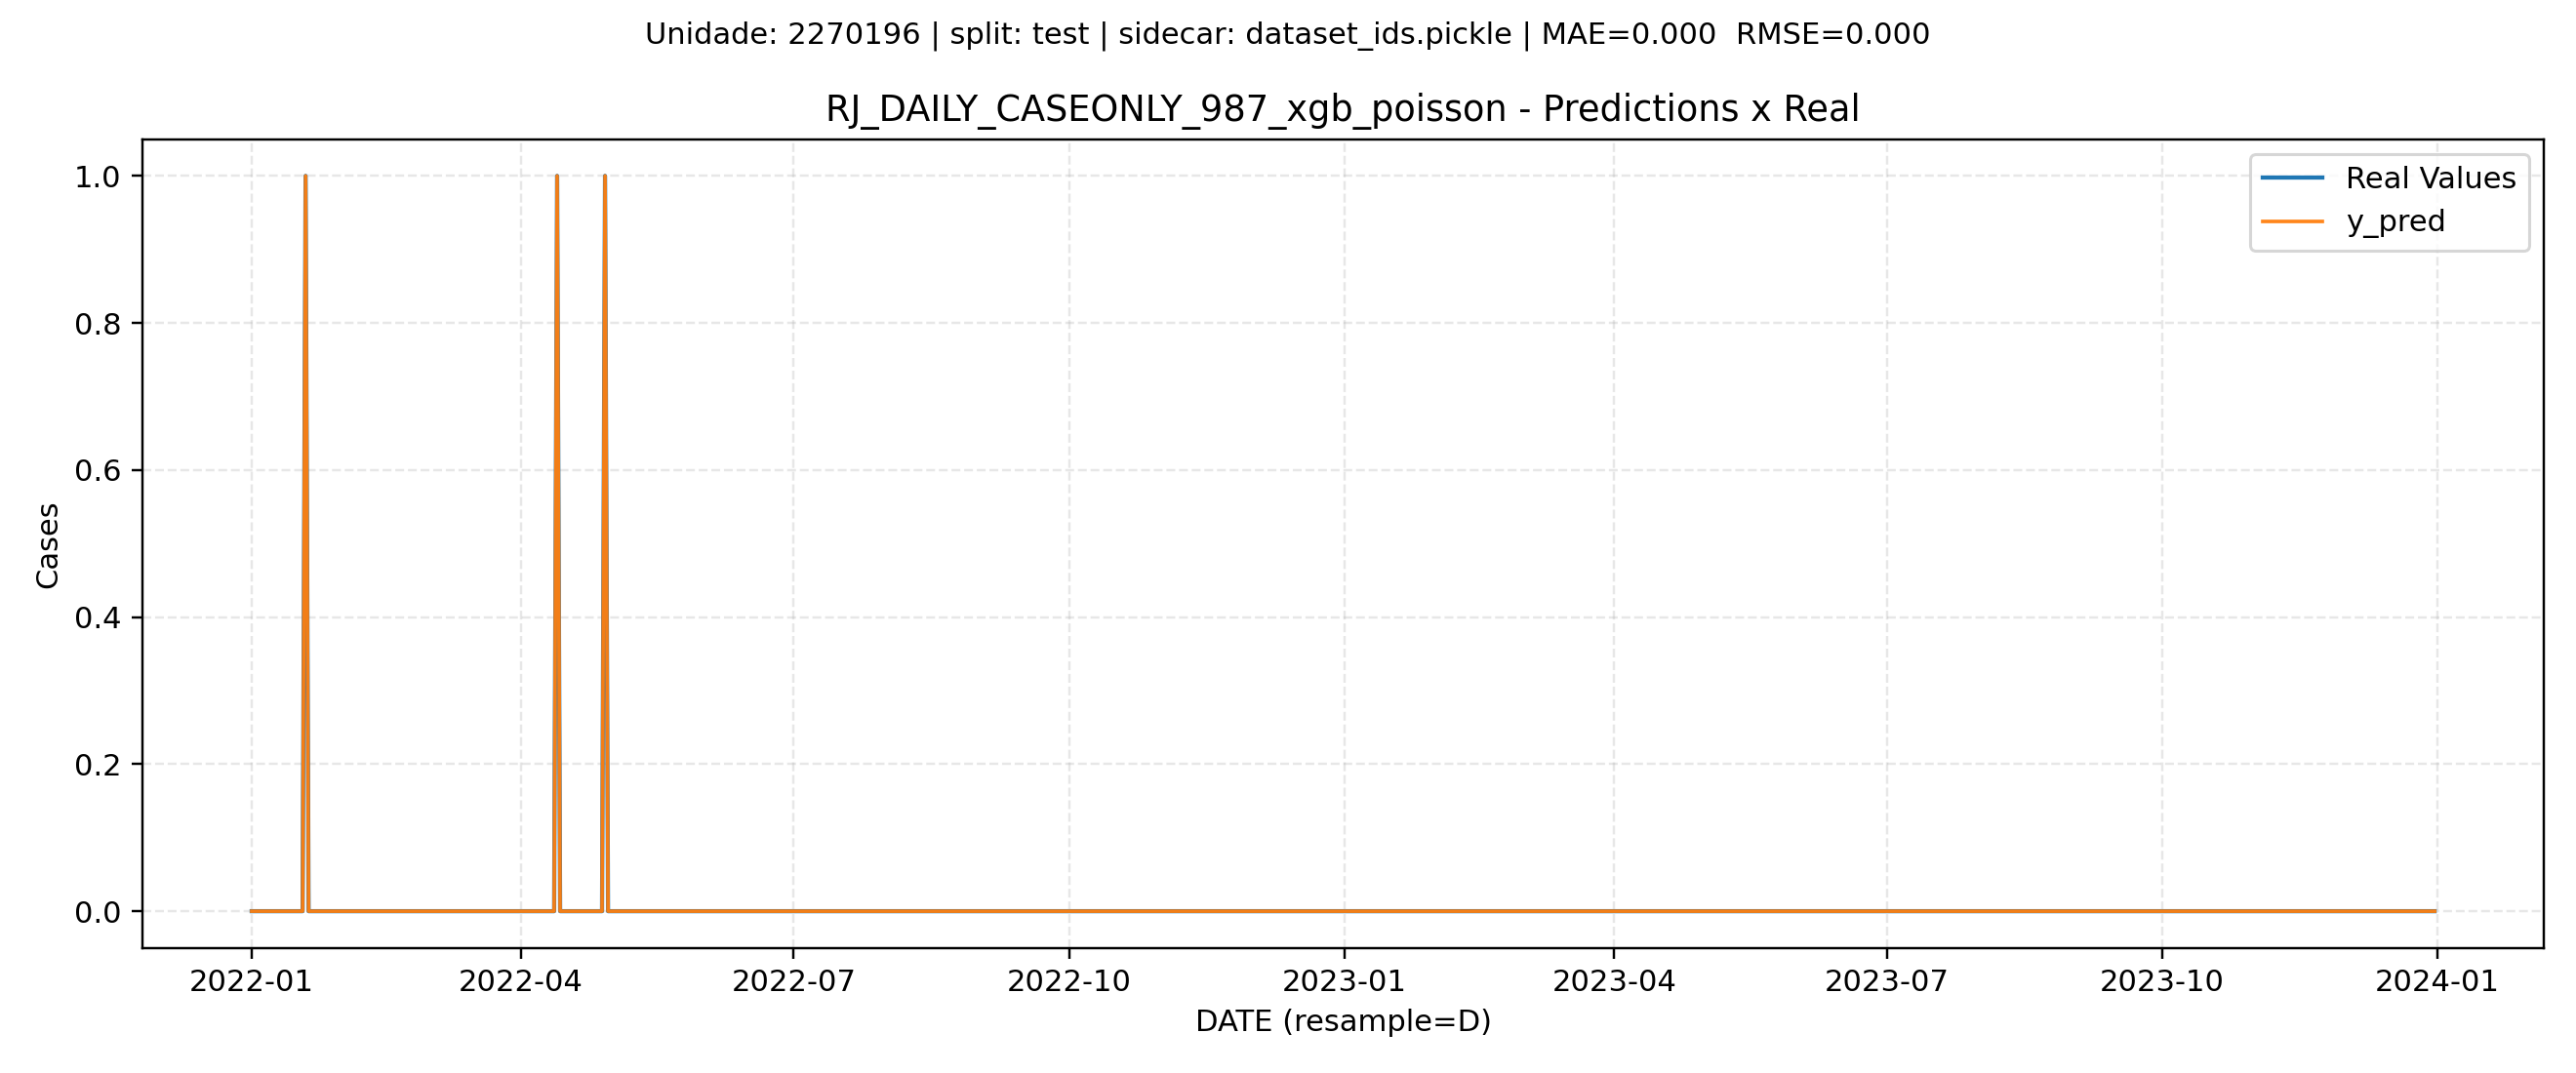 Unidade: 2270196 | split: test | sidecar: dataset_ids.pickle | MAE=0.000  RMSE=0.000
RJ_DAILY_CASEONLY_987_xgb_poisson - Predictions x Real
Real Values
y_pred
Cases
1.0
0.8
0.6
0.4
0.2
0.0
2022-01
2022-04
2022-07
2022-10
2023-01
2023-04
2023-07
2023-10
2024-01
DATE (resample=D)